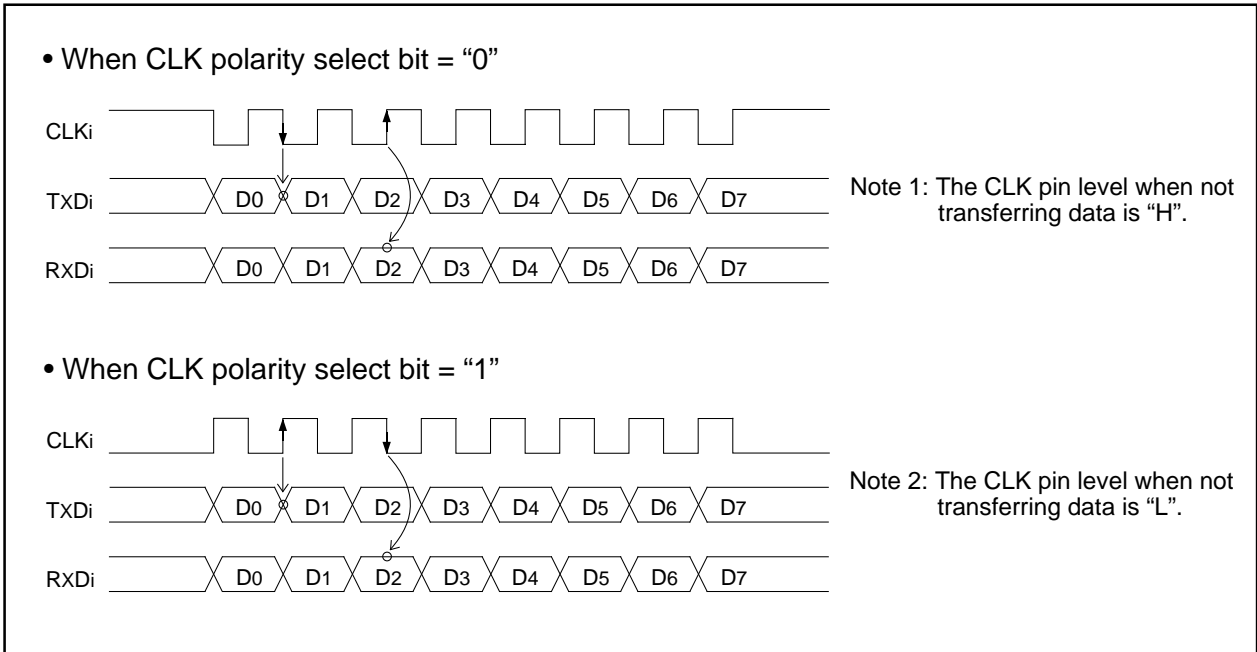 • When CLK polarity select bit = “0”
CLKi
TXDi D0 D1 D2 D3 D4 D5 D6 D7
RXDi D0 D1 D2 D3 D4 D5 D6 D7
Note 1: The CLK pin level when not
transferring data is “H”.
• When CLK polarity select bit = “1”
CLKi
TXDi D0 D1 D2 D3 D4 D5 D6 D7
RXDi D0 D1 D2 D3 D4 D5 D6 D7
Note 2: The CLK pin level when not
transferring data is “L”.